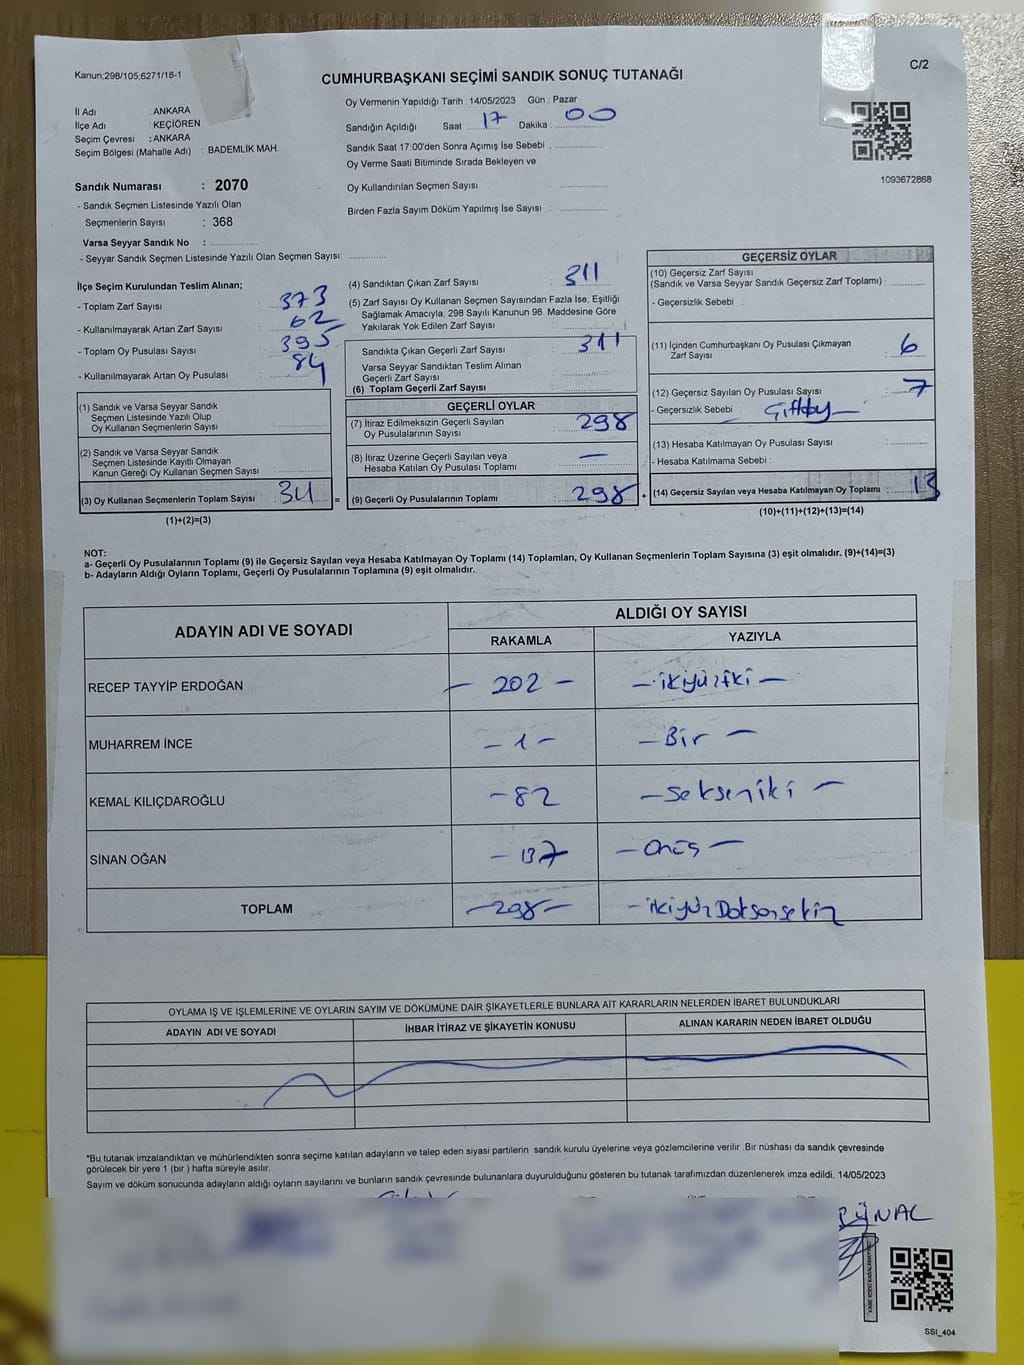 Kanun;298/105;6271/18-1
C/2
CUMHURBAŞKANI SEÇİMİ SANDIK SONUÇ TUTANAĞI
İl Adı : ANKARA
İlçe Adı : KEÇİÖREN
Seçim Çevresi : ANKARA
Seçim Bölgesi (Mahalle Adı) : BADEMLİK MAH.
Oy Vermenin Yapıldığı Tarih : 14/05/2023 Gün : Pazar
Sandığın Açıldığı Saat 17 Dakika : 00
Sandık Saat 17:00'den Sonra Açımış İse Sebebi :
Oy Verme Saati Bitiminde Sırada Bekleyen ve
Oy Kullandırılan Seçmen Sayısı :
Birden Fazla Sayım Döküm Yapılmış İse Sayısı :
1093672868
Sandık Numarası : 2070
- Sandık Seçmen Listesinde Yazılı Olan
Seçmenlerin Sayısı : 368
Varsa Seyyar Sandık No :
- Seyyar Sandık Seçmen Listesinde Yazılı Olan Seçmen Sayısı:
İlçe Seçim Kurulundan Teslim Alınan;
- Toplam Zarf Sayısı : 373
- Kullanılmayarak Artan Zarf Sayısı : 62
- Toplam Oy Pusulası Sayısı : 395
- Kullanılmayarak Artan Oy Pusulası : 84
(1) Sandık ve Varsa Seyyar Sandık
Seçmen Listesinde Yazılı Olup
Oy Kullanan Seçmenlerin Sayısı :
(2) Sandık ve Varsa Seyyar Sandık
Seçmen Listesinde Kayıtlı Olmayan
Kanun Gereği Oy Kullanan Seçmen Sayısı :
(3) Oy Kullanan Seçmenlerin Toplam Sayısı : 311 =
(1)+(2)=(3)
(4) Sandıktan Çıkan Zarf Sayısı : 311
(5) Zarf Sayısı Oy Kullanan Seçmen Sayısından Fazla İse, Eşitliği
Sağlamak Amacıyla; 298 Sayılı Kanunun 98. Maddesine Göre
Yakılarak Yok Edilen Zarf Sayısı :
Sandıkta Çıkan Geçerli Zarf Sayısı : 311
Varsa Seyyar Sandıktan Teslim Alınan
Geçerli Zarf Sayısı :
(6) Toplam Geçerli Zarf Sayısı :
GEÇERLİ OYLAR
(7) İtiraz Edilmeksizin Geçerli Sayılan
Oy Pusulalarının Sayısı : 298
(8) İtiraz Üzerine Geçerli Sayılan veya
Hesaba Katılan Oy Pusulası Toplamı : —
(9) Geçerli Oy Pusulalarının Toplamı : 298 +
GEÇERSİZ OYLAR
(10) Geçersiz Zarf Sayısı
(Sandık ve Varsa Seyyar Sandık Geçersiz Zarf Toplamı) :
- Geçersizlik Sebebi :
(11) İçinden Cumhurbaşkanı Oy Pusulası Çıkmayan
Zarf Sayısı : 6
(12) Geçersiz Sayılan Oy Pusulası Sayısı : 7
- Geçersizlik Sebebi :
(13) Hesaba Katılmayan Oy Pusulası Sayısı :
- Hesaba Katılmama Sebebi :
(14) Geçersiz Sayılan veya Hesaba Katılmayan Oy Toplamı : 13
(10)+(11)+(12)+(13)=(14)
NOT:
a- Geçerli Oy Pusulalarının Toplamı (9) ile Geçersiz Sayılan veya Hesaba Katılmayan Oy Toplamı (14) Toplamları, Oy Kullanan Seçmenlerin Toplam Sayısına (3) eşit olmalıdır. (9)+(14)=(3)
b- Adayların Aldığı Oyların Toplamı, Geçerli Oy Pusulalarının Toplamına (9) eşit olmalıdır.
ADAYIN ADI VE SOYADI ALDIĞI OY SAYISI
RAKAMLA YAZIYLA
RECEP TAYYİP ERDOĞAN — 202 — — ikiyüziki —
MUHARREM İNCE — 1 — — Bir —
KEMAL KILIÇDAROĞLU — 82 — sekseniki —
SİNAN OĞAN — 13 — Onüç —
TOPLAM — 298 — — ikiyüz Doksansekiz
OYLAMA İŞ VE İŞLEMLERİNE VE OYLARIN SAYIM VE DÖKÜMÜNE DAİR ŞİKAYETLERLE BUNLARA AİT KARARLARIN NELERDEN İBARET BULUNDUKLARI
ADAYIN ADI VE SOYADI İHBAR İTİRAZ VE ŞİKAYETİN KONUSU ALINAN KARARIN NEDEN İBARET OLDUĞU
*Bu tutanak imzalandıktan ve mühürlendikten sonra seçime katılan adayların ve talep eden siyasi partilerin sandık kurulu üyelerine veya gözlemcilerine verilir .Bir nüshası da sandık çevresinde
görülecek bir yere 1 (bir ) hafta süreyle asılır.
Sayım ve döküm sonucunda adayların aldığı oyların sayılarını ve bunların sandık çevresinde bulunanlara duyurulduğunu gösteren bu tutanak tarafımızdan düzenlenerek imza edildi. 14/05/2023
SSI_404